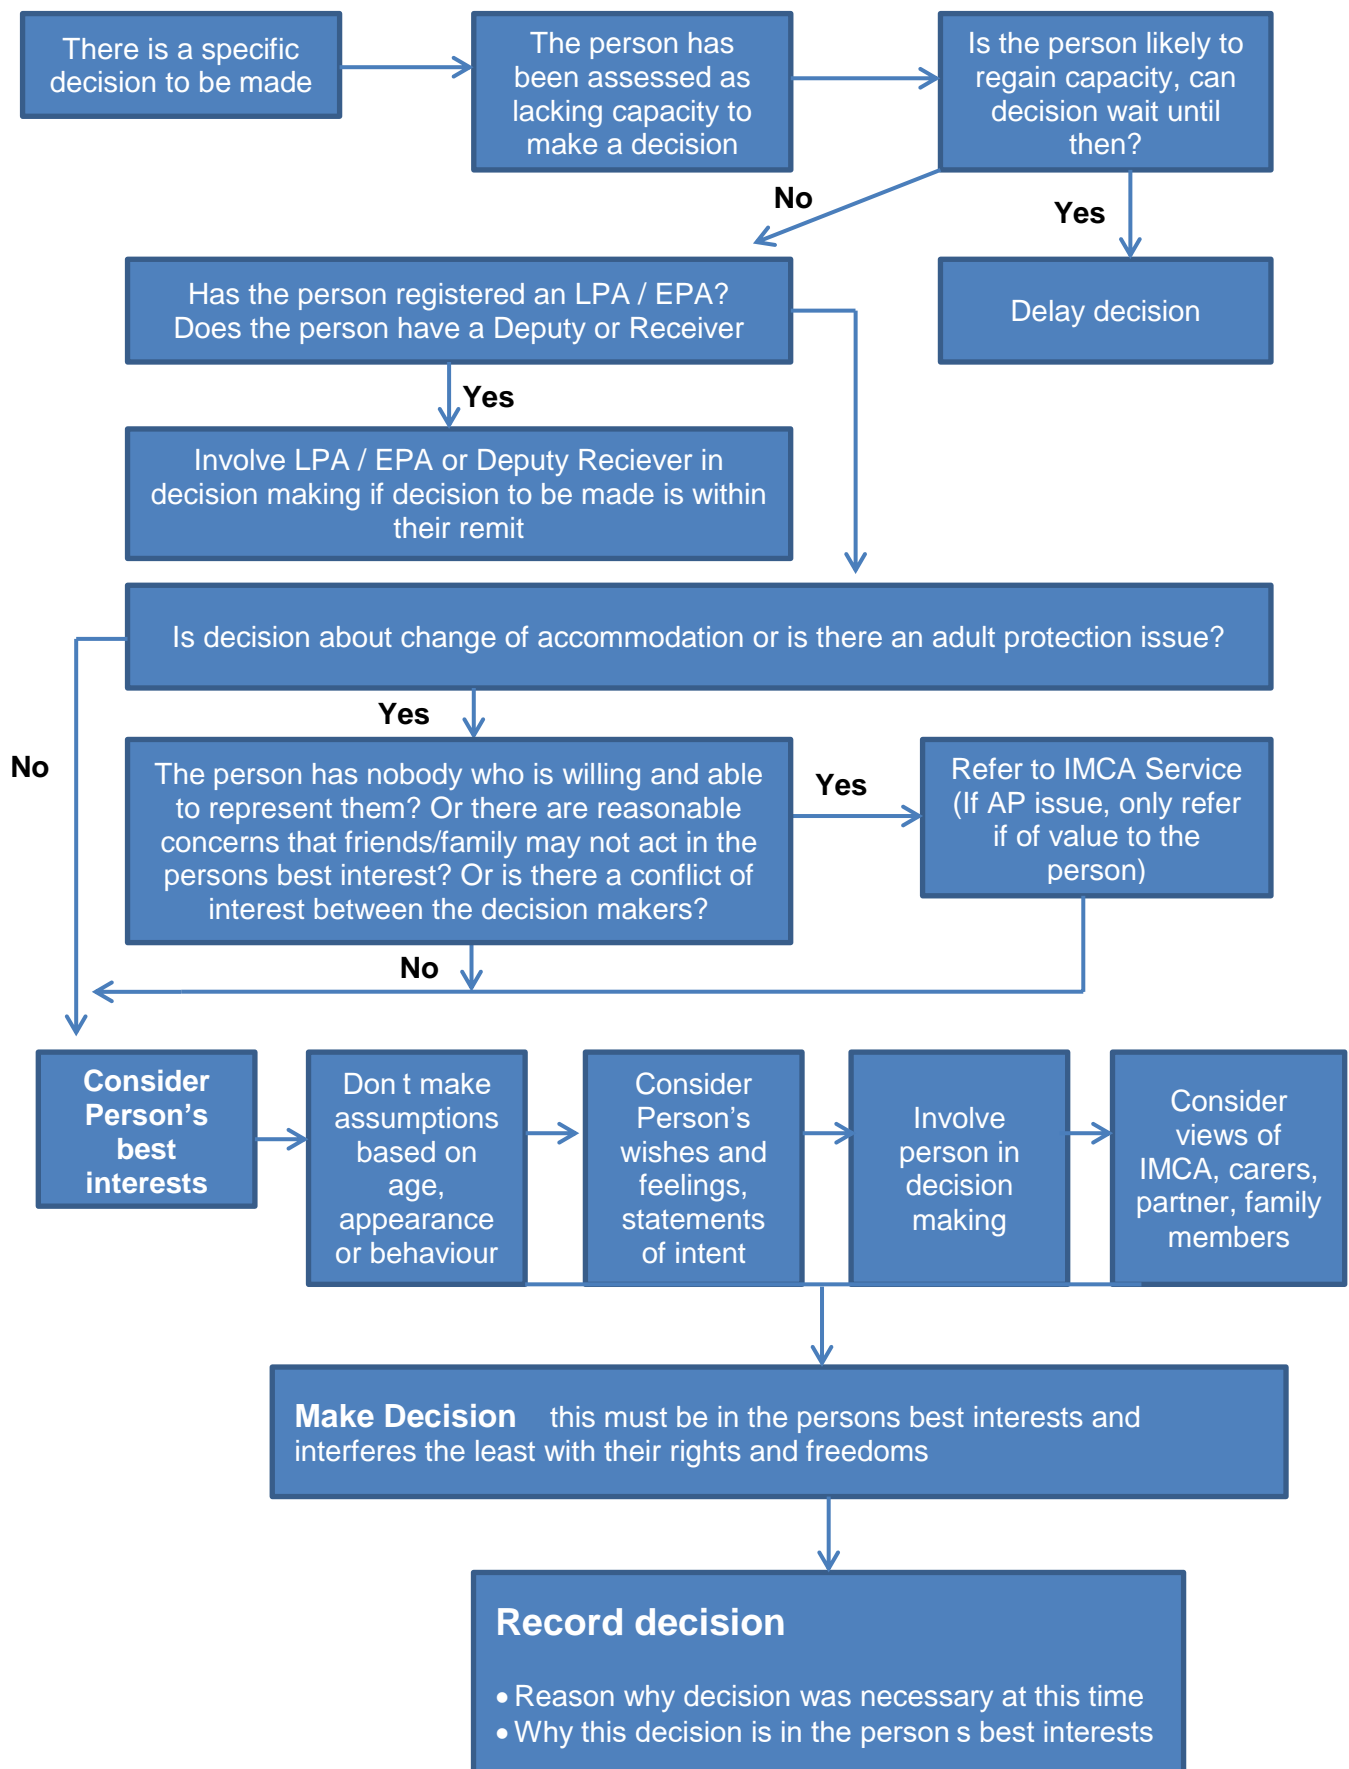 There is a specific
decision to be made
The person has
been assessed as
lacking capacity to
make a decision
Is the person likely to
regain capacity, can
decision wait until
then?
No
Yes
Has the person registered an LPA / EPA?
Does the person have a Deputy or Receiver
Delay decision
Yes
Involve LPA / EPA or Deputy Reciever in
decision making if decision to be made is within
their remit
Is decision about change of accommodation or is there an adult protection issue?
Yes
No
The person has nobody who is willing and able
to represent them? Or there are reasonable
concerns that friends/family may not act in the
persons best interest? Or is there a conflict of
interest between the decision makers?
Yes
Refer to IMCA Service
(If AP issue, only refer
if of value to the
person)
No
Consider
Person’s
best
interests
Don t make
assumptions
based on
age,
appearance
or behaviour
Consider
Person’s
wishes and
feelings,
statements
of intent
Involve
person in
decision
making
Consider
views of
IMCA, carers,
partner, family
members
Make Decision this must be in the persons best interests and
interferes the least with their rights and freedoms
Record decision
• Reason why decision was necessary at this time
• Why this decision is in the person s best interests